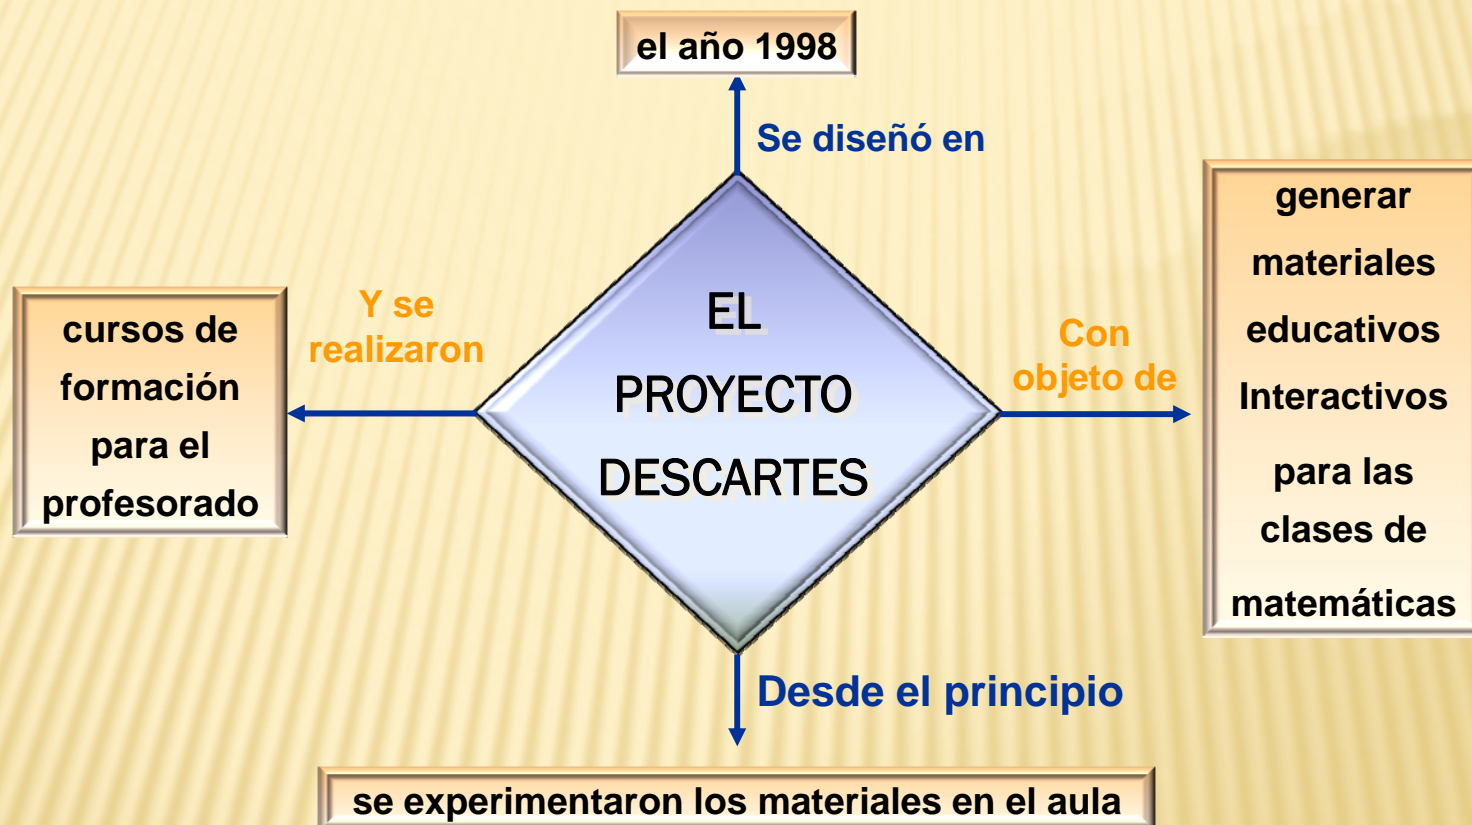 el año 1998
Se diseñó en
EL
PROYECTO
DESCARTES
Con
objeto de
generar
materiales
educativos
Interactivos
para las
clases de
matemáticas
Desde el principio
se experimentaron los materiales en el aula
Y se
realizaron
cursos de
formación
para el
profesorado